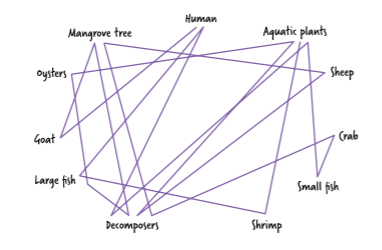 Human
Mangrove tree
Aquatic plants
Oysters
Sheep
Goat
Crab
Large fish
Small fish
Decomposers
Shrimp